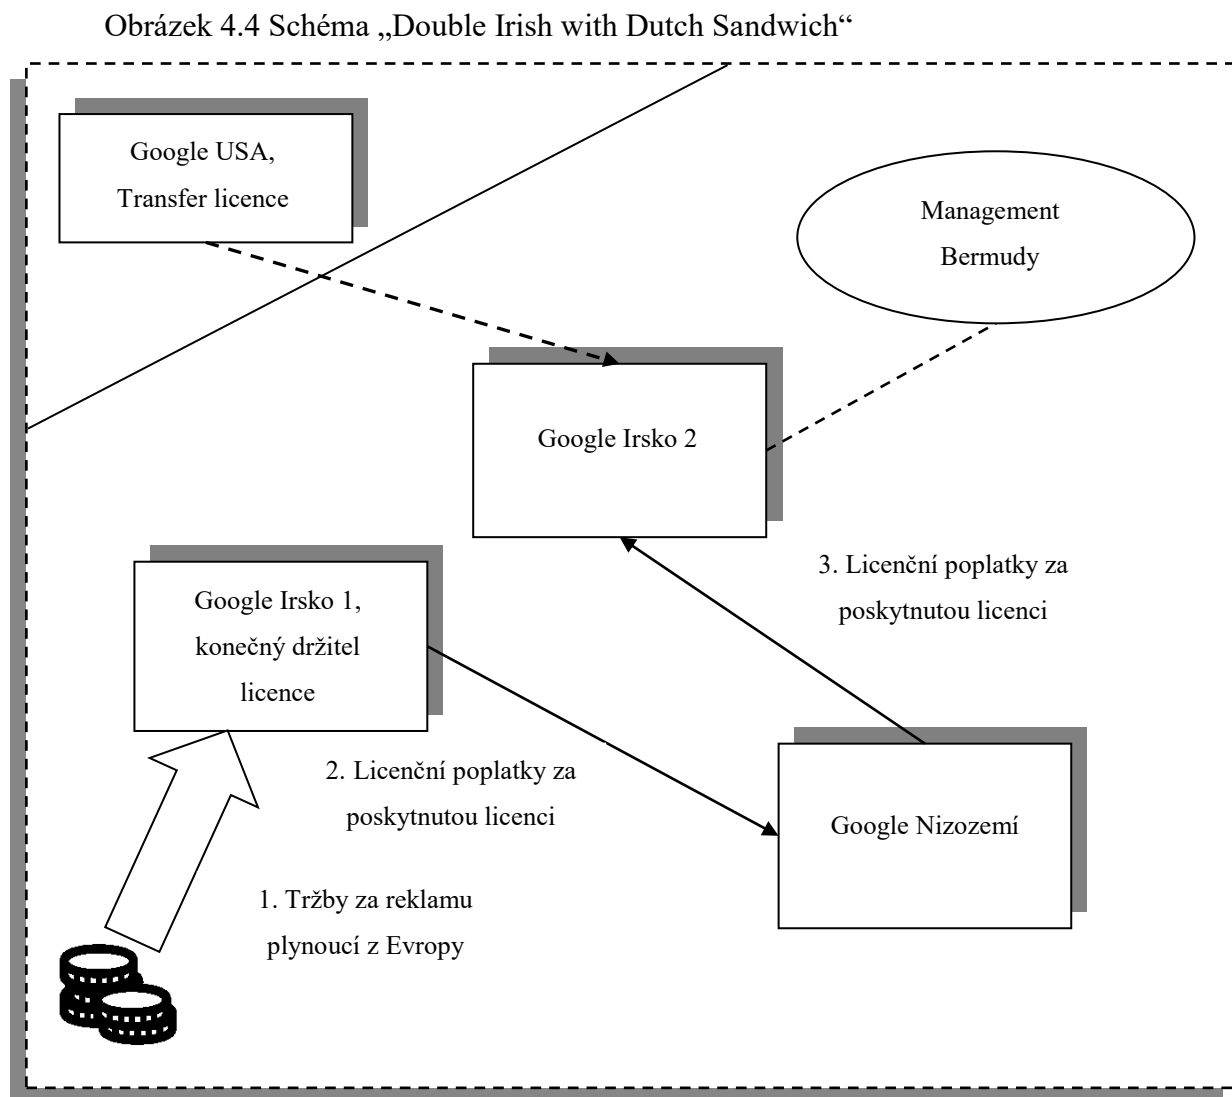 Obrázek 4.4 Schéma „Double Irish with Dutch Sandwich“
Google USA,
Transfer licence
Management
Bermudy
Google Irsko 2
3. Licenční poplatky za
poskytnutou licenci
Google Irsko 1,
konečný držitel
licence
2. Licenční poplatky za
poskytnutou licenci
Google Nizozemí
1. Tržby za reklamu
plynoucí z Evropy